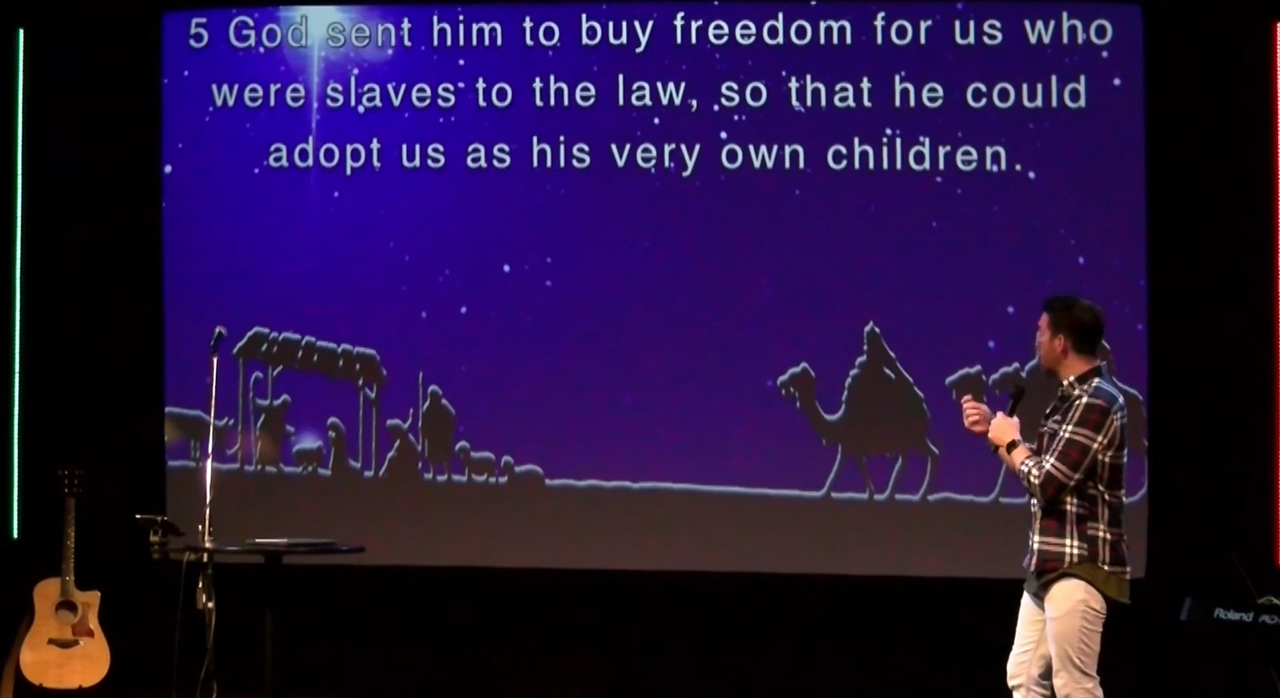 5 God sent him to buy freedom for us who
were slaves to the law, so that he could
adopt us as his very own children.
Roland